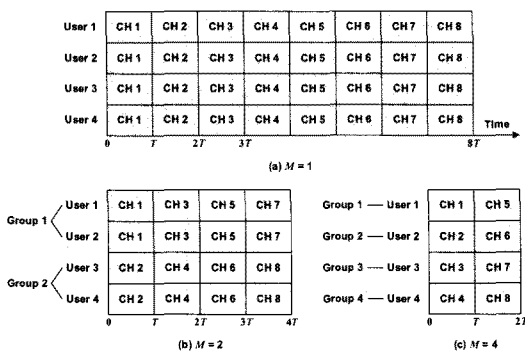 User 1 CH 1 CH 2 CH 3 CH 4 CH 5 CH 6 CH 7 CH 8
User 2 CH 1 CH 2 CH 3 CH 4 CH 5 CH 6 CH 7 CH 8
User 3 CH 1 CH 2 CH 3 CH 4 CH 5 CH 6 CH 7 CH 8
User 4 CH 1 CH 2 CH 3 CH 4 CH 5 CH 6 CH 7 CH 8
Time
0 T 2T 3T 8T
(a) M = 1
Group 1
User 1 CH 1 CH 3 CH 5 CH 7
User 2 CH 1 CH 3 CH 5 CH 7
Group 2
User 3 CH 2 CH 4 CH 6 CH 8
User 4 CH 2 CH 4 CH 6 CH 8
0 T 2T 3T 4T
(b) M = 2
Group 1 User 1 CH 1 CH 5
Group 2 User 2 CH 2 CH 6
Group 3 User 3 CH 3 CH 7
Group 4 User 4 CH 4 CH 8
0 T 2T
(c) M = 4